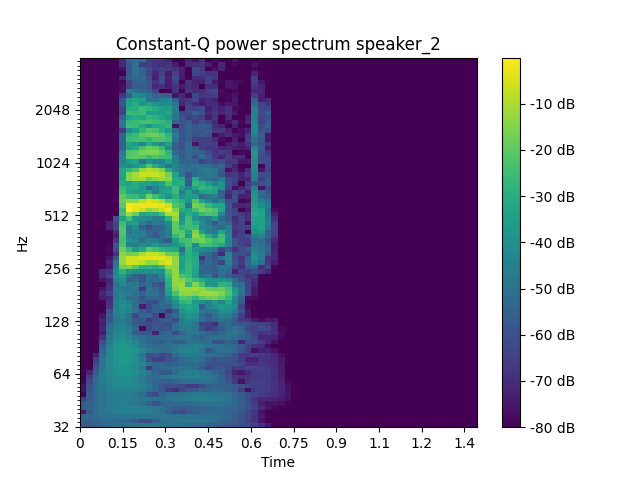 Constant-Q power spectrum speaker_2
Hz
2048
1024
512
256
128
64
32
0 0.15 0.3 0.45 0.6 0.75 0.9 1.1 1.2 1.4
Time
-10 dB
-20 dB
-30 dB
-40 dB
-50 dB
-60 dB
-70 dB
-80 dB